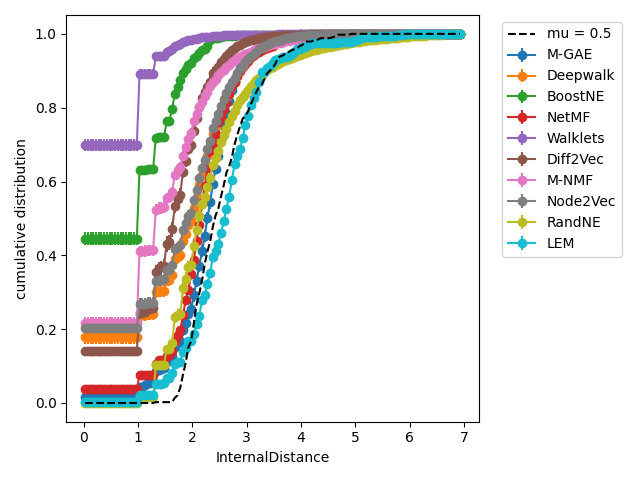 cumulative distribution
1.0
0.8
0.6
0.4
0.2
0.0
0 1 2 3 4 5 6 7
InternalDistance
mu = 0.5
M-GAE
Deepwalk
BoostNE
NetMF
Walklets
Diff2Vec
M-NMF
Node2Vec
RandNE
LEM